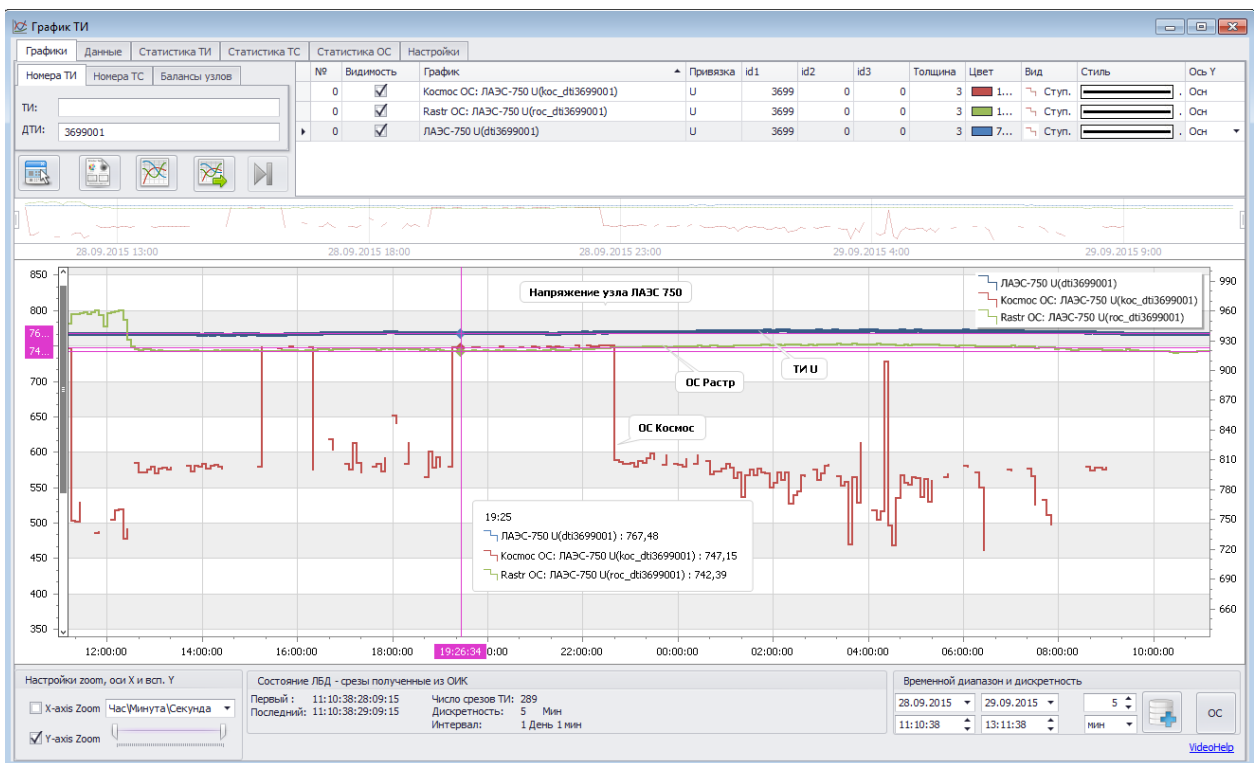 График ТИ
Графики Данные Статистика ТИ Статистика ТС Статистика ОС Настройки
Номера ТИ Номера ТС Балансы узлов
ТИ:
ДТИ: 3699001
№ Видимость График Привязка id1 id2 id3 Толщина Цвет Вид Стиль Ось Y
0 Космос ОС: ЛАЭС-750 U(koc_dti3699001) U 3699 0 0 3 1... Ступ. . Осн
0 Rastr ОС: ЛАЭС-750 U(roc_dti3699001) U 3699 0 0 3 1... Ступ. . Осн
0 ЛАЭС-750 U(dti3699001) U 3699 0 0 3 7... Ступ. . Осн
28.09.2015 13:00 28.09.2015 18:00 28.09.2015 23:00 29.09.2015 4:00 29.09.2015 9:00
850
800
76...
74...
700
650
600
550
500
450
400
350
Напряжение узла ЛАЭС 750
ЛАЭС-750 U(dti3699001)
Космос ОС: ЛАЭС-750 U(koc_dti3699001)
Rastr ОС: ЛАЭС-750 U(roc_dti3699001)
ТИ U
ОС Растр
ОС Космос
19:25
ЛАЭС-750 U(dti3699001) : 767,48
Космос ОС: ЛАЭС-750 U(koc_dti3699001) : 747,15
Rastr ОС: ЛАЭС-750 U(roc_dti3699001) : 742,39
990
960
930
900
870
840
810
780
750
720
690
660
12:00:00 14:00:00 16:00:00 18:00:00 19:26:34 0:00 22:00:00 00:00:00 02:00:00 04:00:00 06:00:00 08:00:00 10:00:00
Настройки zoom, оси X и всп. Y
X-axis Zoom Час\Минута\Секунда
Y-axis Zoom
Состояние ЛБД - срезы полученные из ОИК
Первый : 11:10:38:28:09:15 Число срезов ТИ: 289
Последний: 11:10:38:29:09:15 Дискретность: 5 Мин
Интервал: 1 День 1 мин
Временной диапазон и дискретность
28.09.2015 29.09.2015 5
11:10:38 13:11:38 мин
ОС
VideoHelp